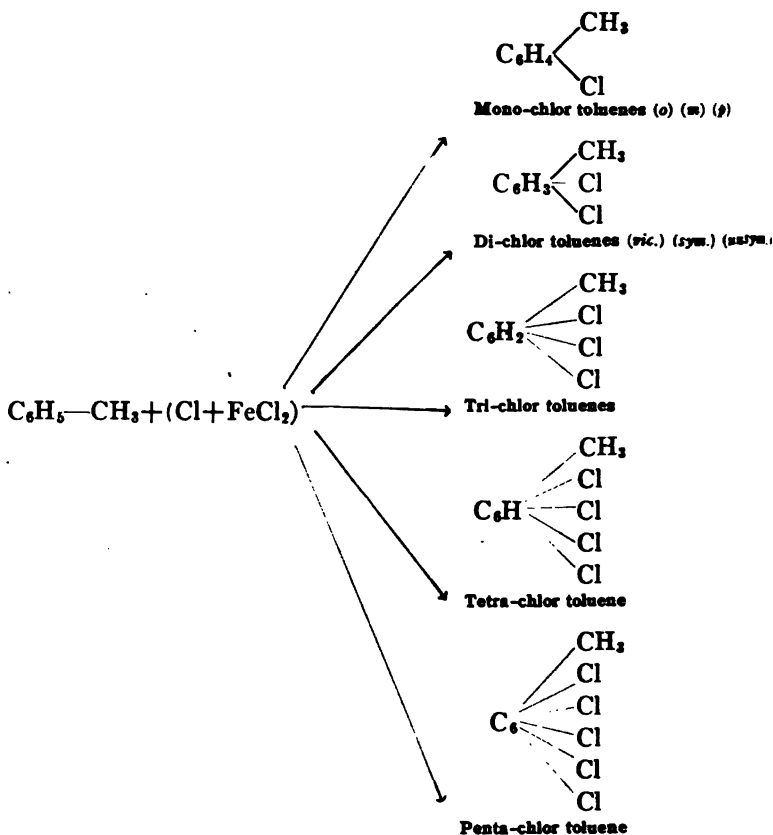 CH₃
C₆H₄
Cl
Mono-chlor toluenes (o) (m) (p)
CH₃
C₆H₃ Cl
Cl
Di-chlor toluenes (vic.) (sym.) (unsym.)
CH₃
Cl
C₆H₂
Cl
Cl
C₆H₅—CH₃+(Cl+FeCl₂)
Tri-chlor toluenes
CH₃
Cl
C₆H Cl
Cl
Cl
Tetra-chlor toluene
CH₃
Cl
Cl
C₆
Cl
Cl
Cl
Penta-chlor toluene